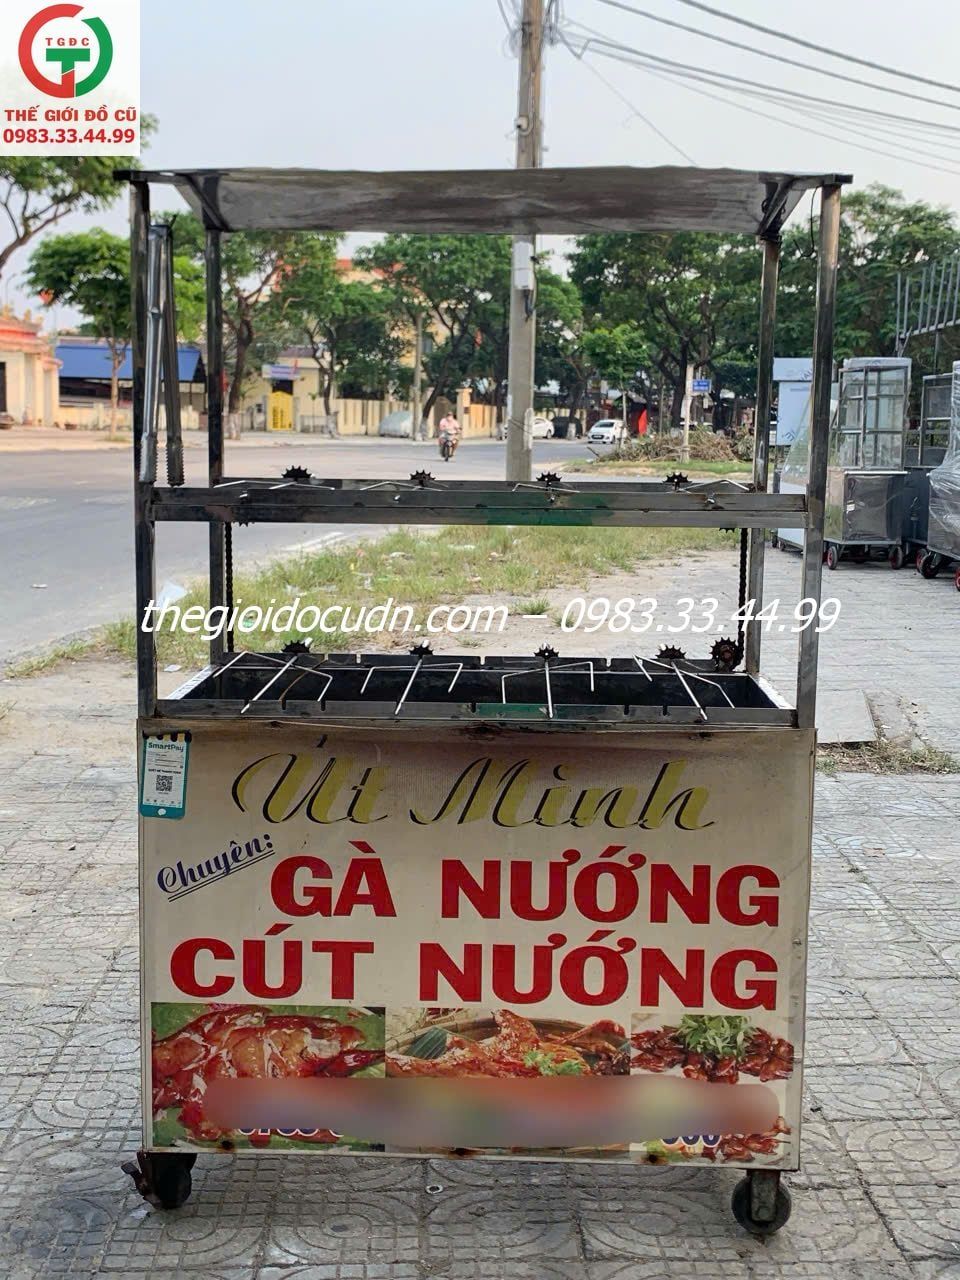 TGĐC
THẾ GIỚI ĐỒ CŨ
0983.33.44.99
thegioidocudn.com – 0983.33.44.99
SmartPay
Út Minh
Chuyên:
GÀ NƯỚNG
CÚT NƯỚNG